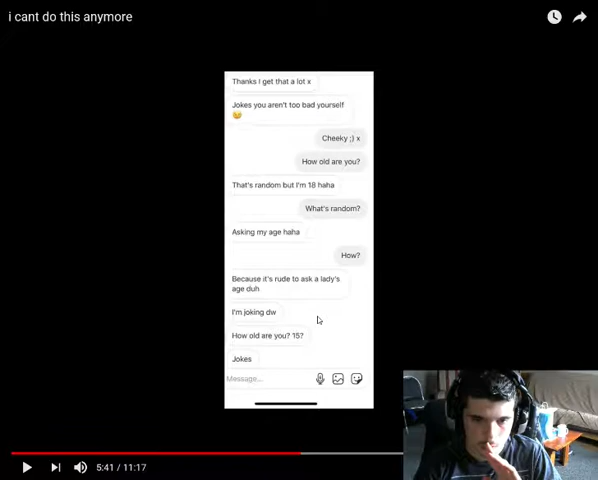 i cant do this anymore
Thanks I get that a lot x
Jokes you aren't too bad yourself
😉
Cheeky ;) x
How old are you?
That's random but I'm 18 haha
What's random?
Asking my age haha
How?
Because it's rude to ask a lady's
age duh
I'm joking dw
How old are you? 15?
Jokes
Message...
5:41 / 11:17